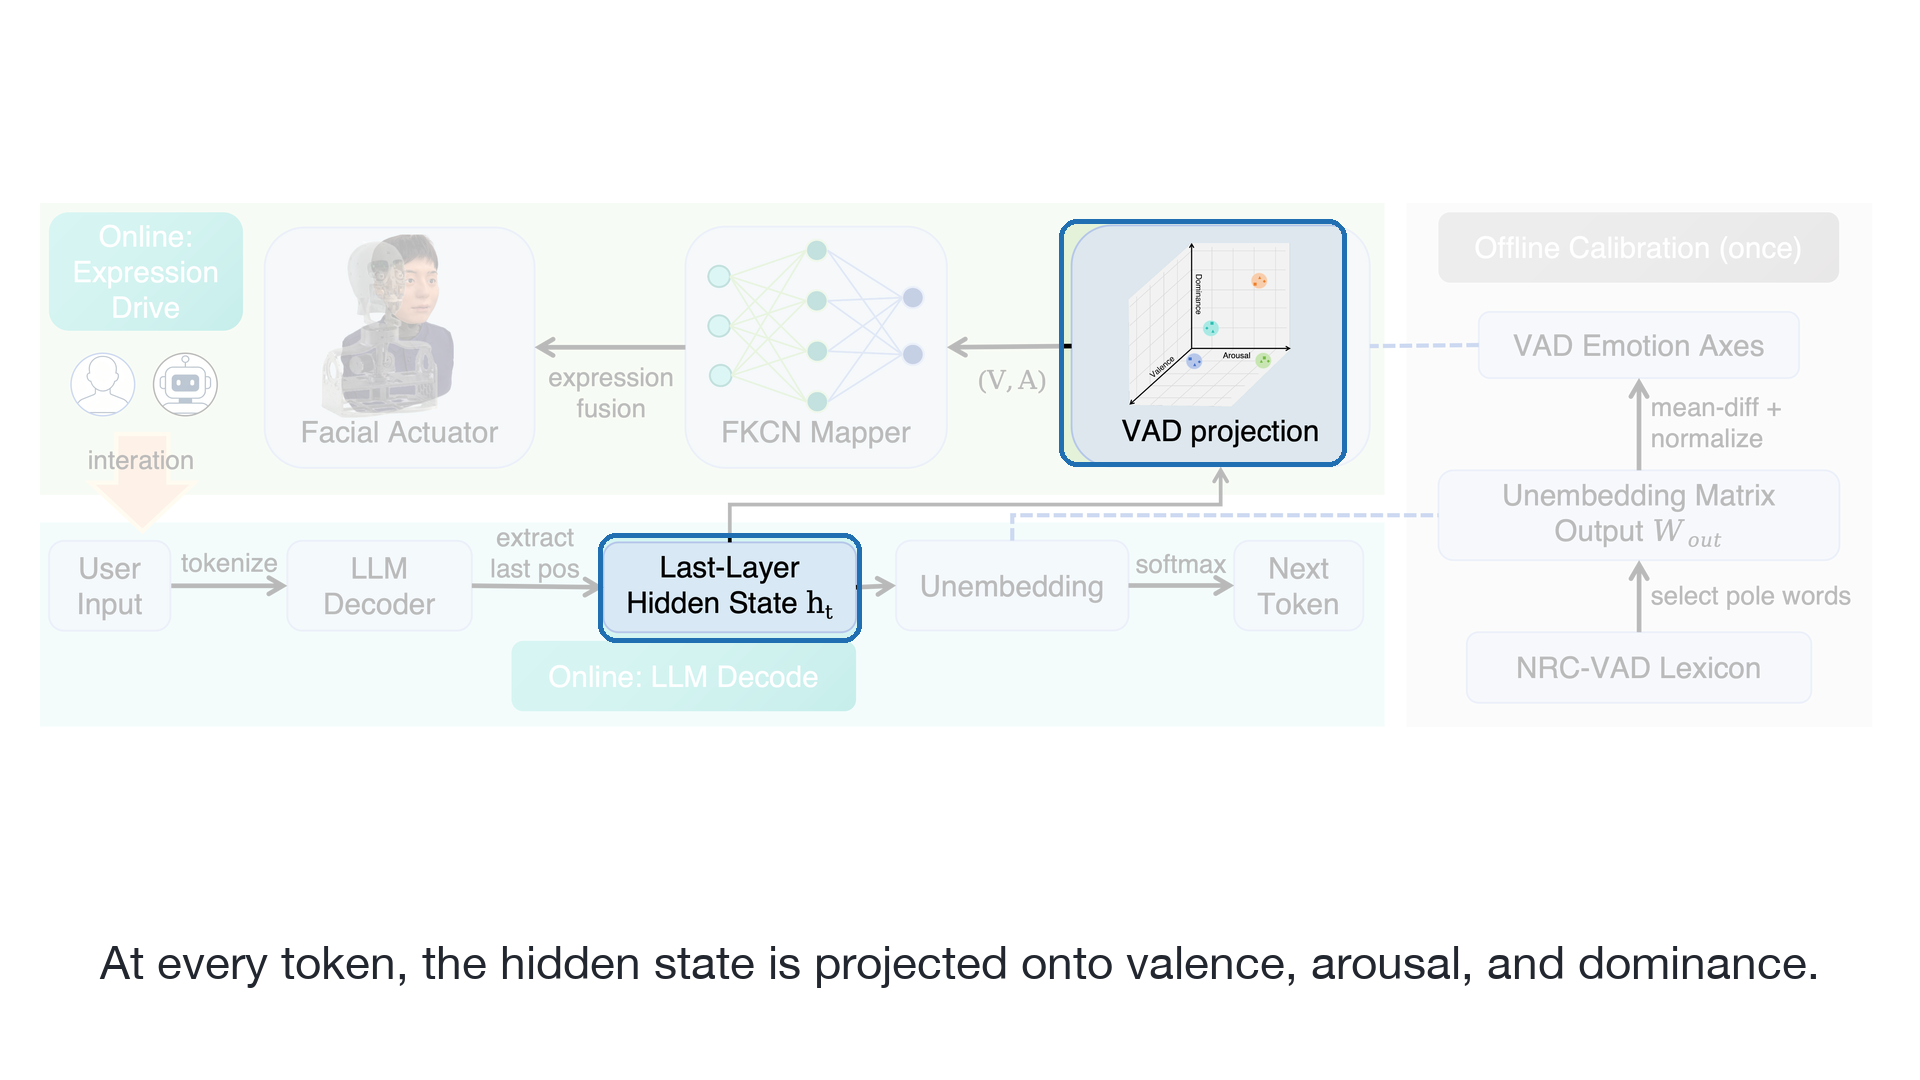 Online:
Expression
Drive
interation
Facial Actuator
expression
fusion
FKCN Mapper
(V, A)
Dominance
Arousal
Valence
VAD projection
Offline Calibration (once)
VAD Emotion Axes
mean-diff +
normalize
Unembedding Matrix
Output W out
select pole words
NRC-VAD Lexicon
User
Input
tokenize
LLM
Decoder
extract
last pos
Last-Layer
Hidden State ht
Unembedding
softmax
Next
Token
Online: LLM Decode
At every token, the hidden state is projected onto valence, arousal, and dominance.